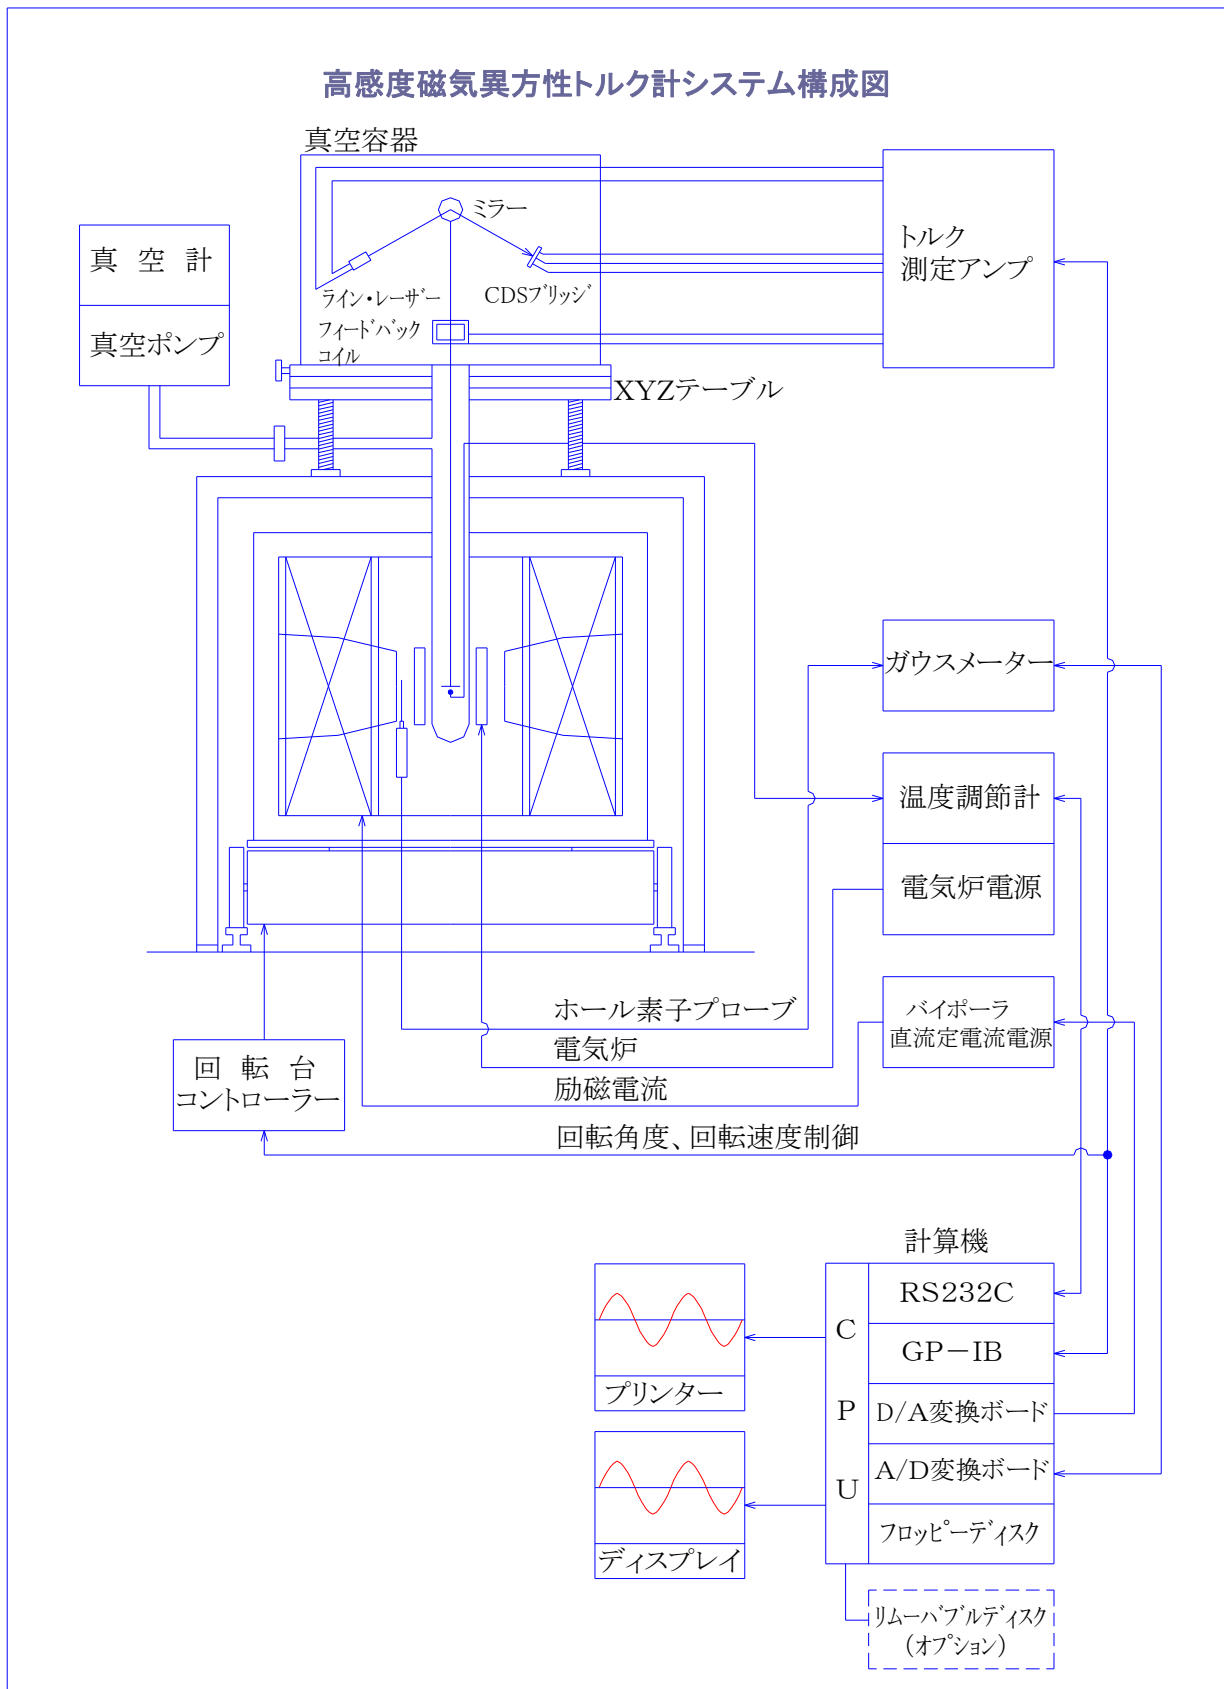 高感度磁気異方性トルク計システム構成図
真空容器
ミラー
トルク
測定アンプ
真空計
真空ポンプ
ライン・レーザー
CDSブリッジ
フィードバック
コイル
XYZテーブル
ガウスメーター
温度調節計
電気炉電源
バイポーラ
直流定電流電源
ホール素子プローブ
電気炉
励磁電流
回転角度、回転速度制御
回転台
コントローラー
計算機
CPU
RS232C
GP－IB
D/A変換ボード
A/D変換ボード
フロッピーディスク
プリンター
ディスプレイ
リムーバブルディスク
（オプション）